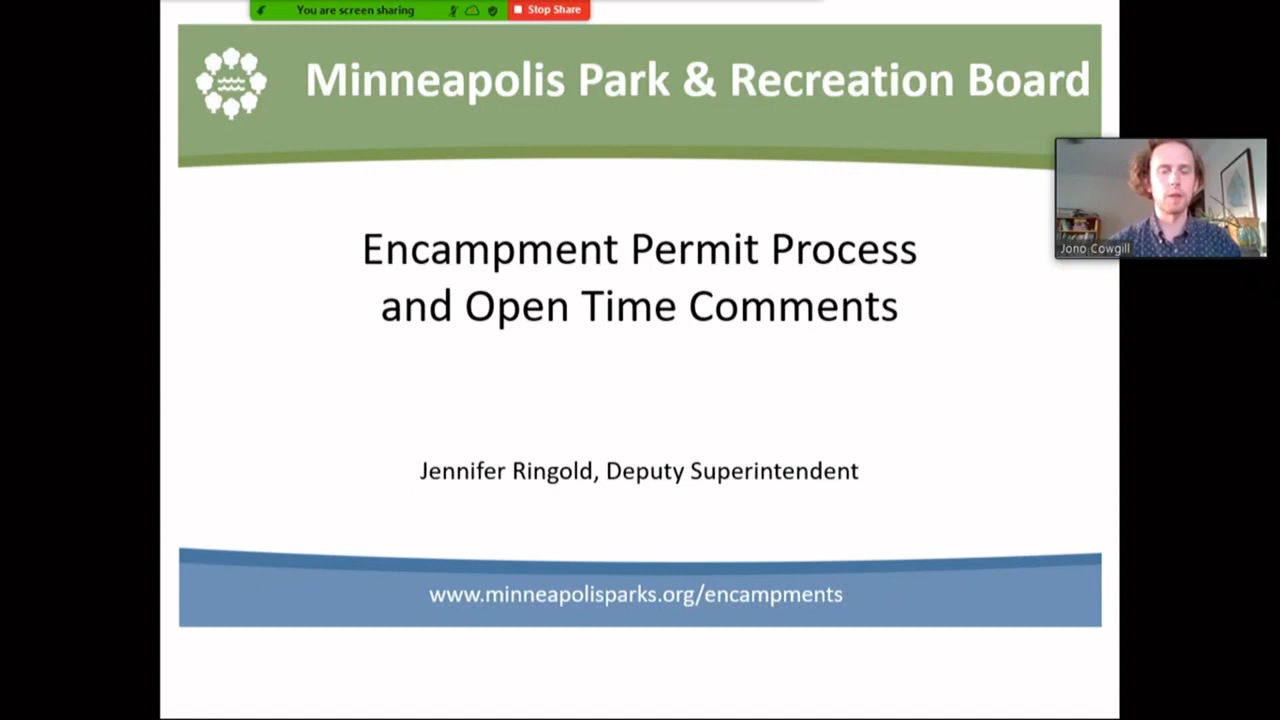 You are screen sharing
Stop Share
Minneapolis Park & Recreation Board
Jono Cowgill
Encampment Permit Process
and Open Time Comments
Jennifer Ringold, Deputy Superintendent
www.minneapolisparks.org/encampments